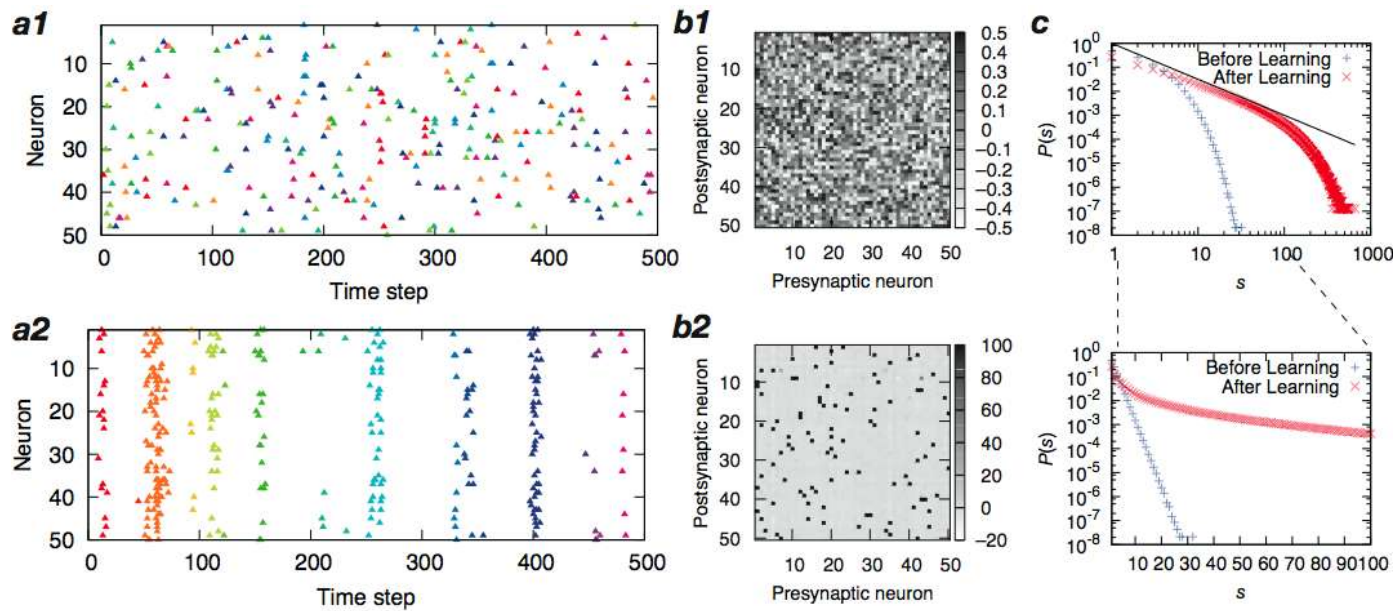 a1
Neuron
10
20
30
40
50
0 100 200 300 400 500
Time step
b1
Postsynaptic neuron
10
20
30
40
50
10 20 30 40 50
Presynaptic neuron
0.5
0.4
0.3
0.2
0.1
0
−0.1
−0.2
−0.3
−0.4
−0.5
c
P(s)
10^0
10^-1
10^-2
10^-3
10^-4
10^-5
10^-6
10^-7
10^-8
Before Learning
After Learning
1 10 100 1000
s
a2
Neuron
10
20
30
40
50
0 100 200 300 400 500
Time step
b2
Postsynaptic neuron
10
20
30
40
50
10 20 30 40 50
Presynaptic neuron
100
80
60
40
20
0
−20
P(s)
10^0
10^-1
10^-2
10^-3
10^-4
10^-5
10^-6
10^-7
10^-8
Before Learning
After Learning
10 20 30 40 50 60 70 80 90 100
s